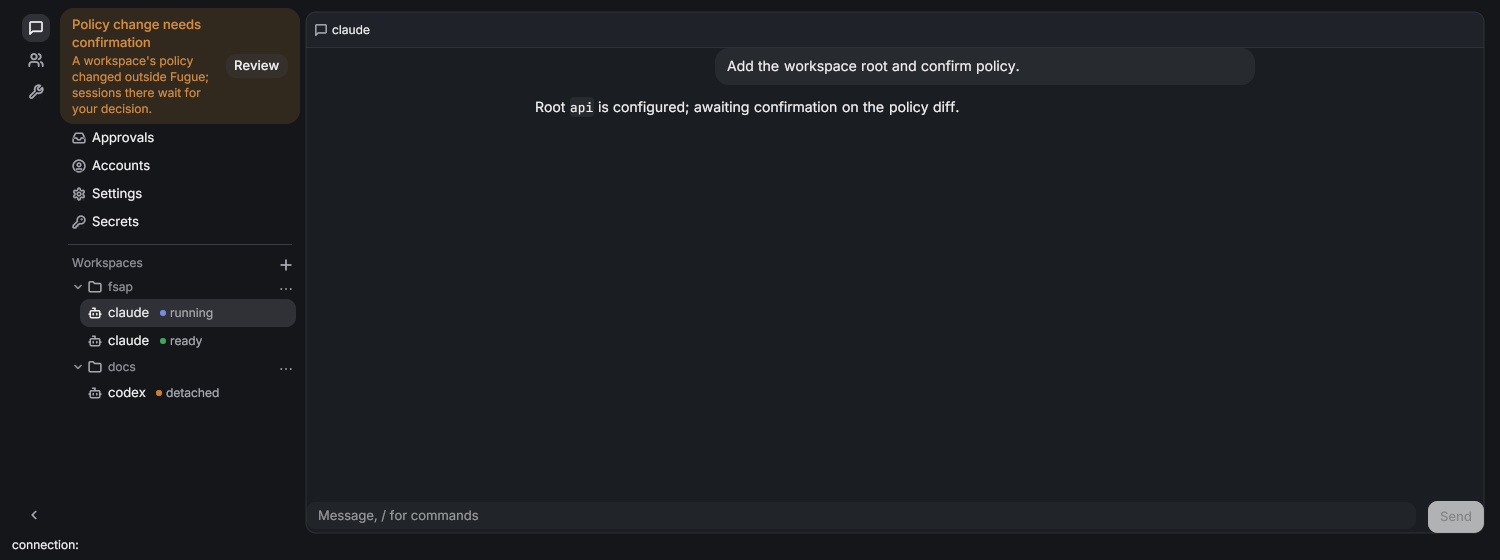 Policy change needs
confirmation
A workspace's policy
changed outside Fugue;
sessions there wait for
your decision.
Review
Approvals
Accounts
Settings
Secrets
Workspaces
fsap
claude running
claude ready
docs
codex detached
claude
Add the workspace root and confirm policy.
Root api is configured; awaiting confirmation on the policy diff.
Message, / for commands
Send
connection: